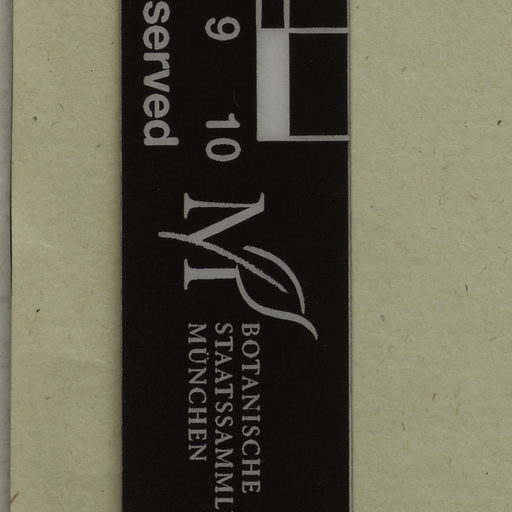 served
9 10
M
BOTANISCHE
STAATSSAMML
MÜNCHEN